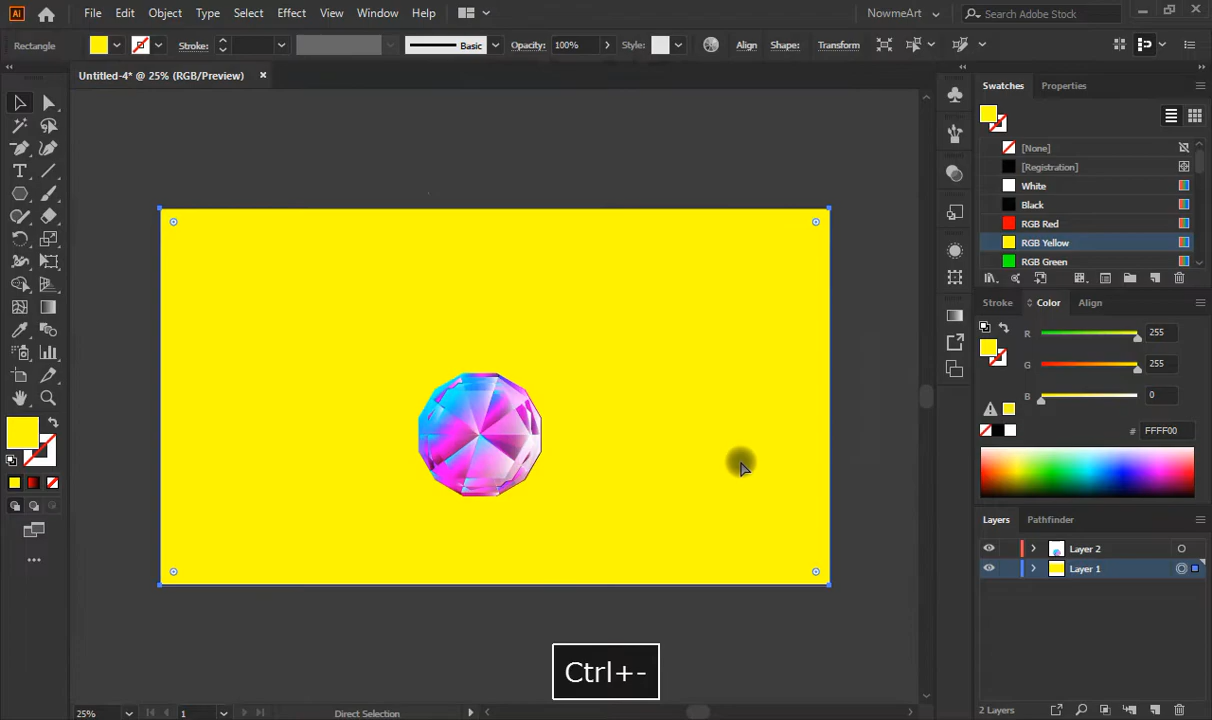 Ai File Edit Object Type Select Effect View Window Help NowmeArt Search Adobe Stock
Rectangle Stroke: Basic Opacity: 100% Style: Align Shape: Transform
Untitled-4* @ 25% (RGB/Preview)
Swatches Properties
[None]
[Registration]
White
Black
RGB Red
RGB Yellow
RGB Green
Stroke Color Align
R 255
G 255
B 0
# FFFF00
Layers Pathfinder
Layer 2
Layer 1
Ctrl+-
25% 1 Direct Selection 2 Layers